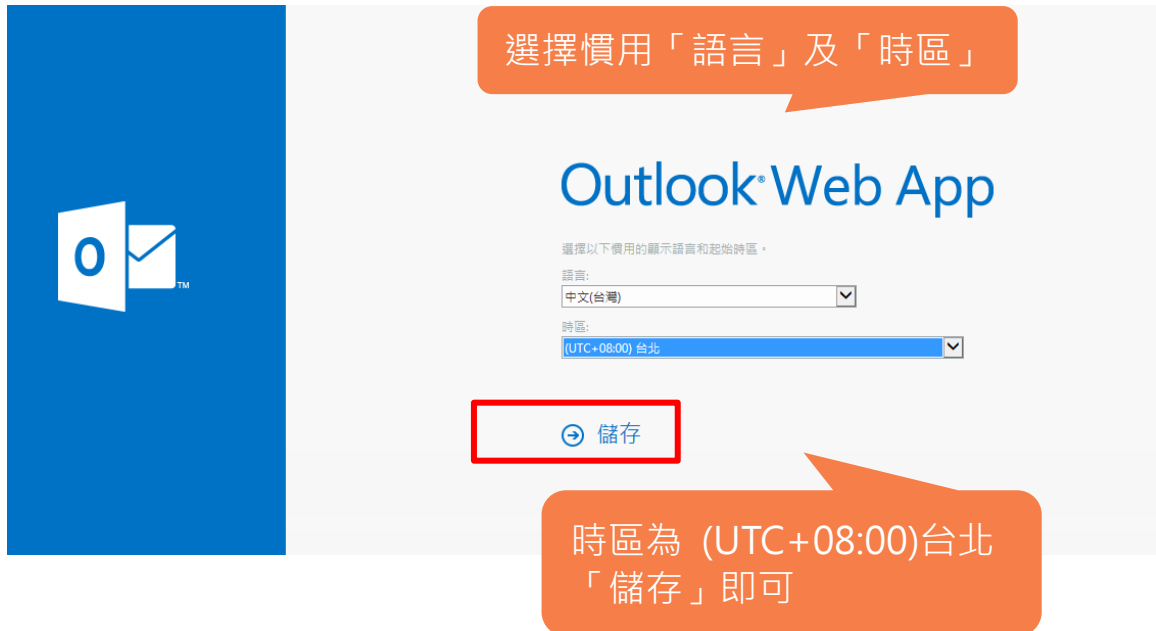 選擇慣用「語言」及「時區」
Outlook® Web App
選擇以下慣用的顯示語言和起始時區。
語言:
中文(台灣)
時區:
(UTC+08:00) 台北
儲存
時區為 (UTC+08:00)台北
「儲存」即可
O
TM